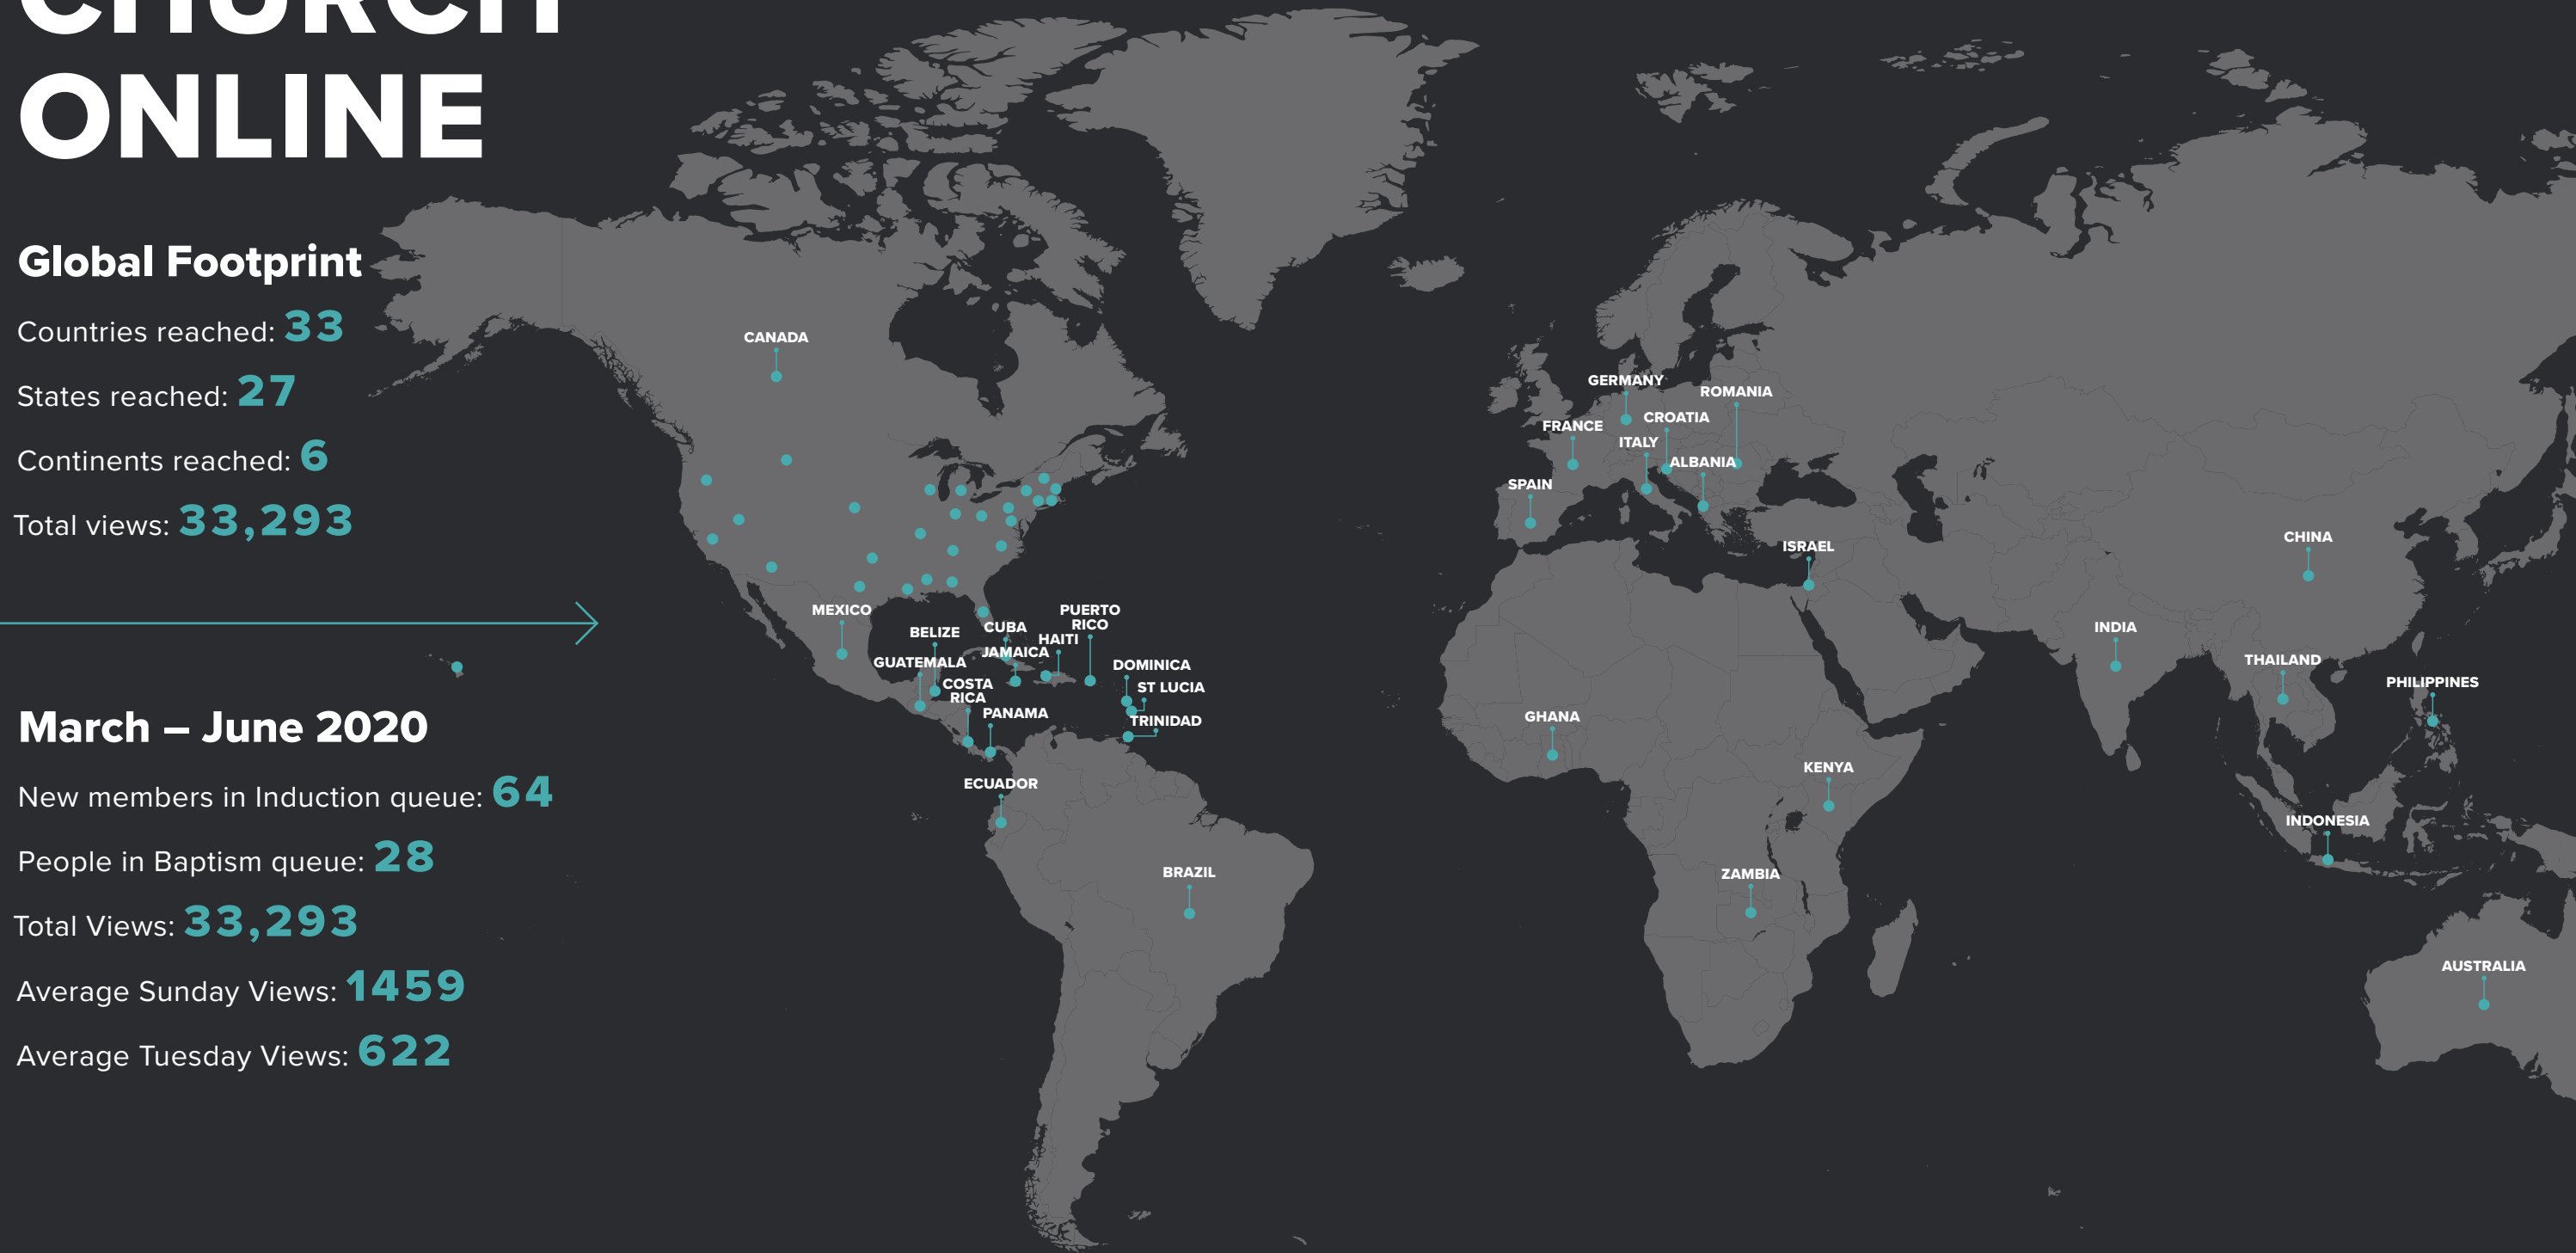 CHURCH
ONLINE
Global Footprint
Countries reached: 33
States reached: 27
Continents reached: 6
Total views: 33,293
March – June 2020
New members in Induction queue: 64
People in Baptism queue: 28
Total Views: 33,293
Average Sunday Views: 1459
Average Tuesday Views: 622
CANADA
MEXICO
BELIZE
GUATEMALA
CUBA
JAMAICA
HAITI
PUERTO
RICO
COSTA
RICA
PANAMA
DOMINICA
ST LUCIA
TRINIDAD
ECUADOR
BRAZIL
GERMANY
ROMANIA
CROATIA
FRANCE
ITALY
ALBANIA
SPAIN
ISRAEL
GHANA
KENYA
ZAMBIA
CHINA
INDIA
THAILAND
PHILIPPINES
INDONESIA
AUSTRALIA